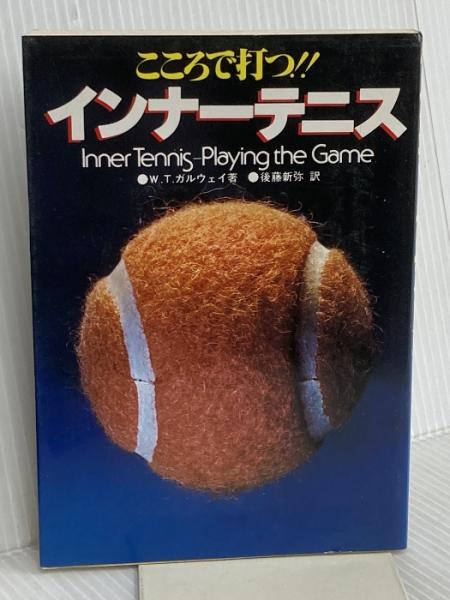 こころで打つ!!
インナーテニス
Inner Tennis-Playing the Game
●W.T.ガルウェイ著 ●後藤新弥 訳